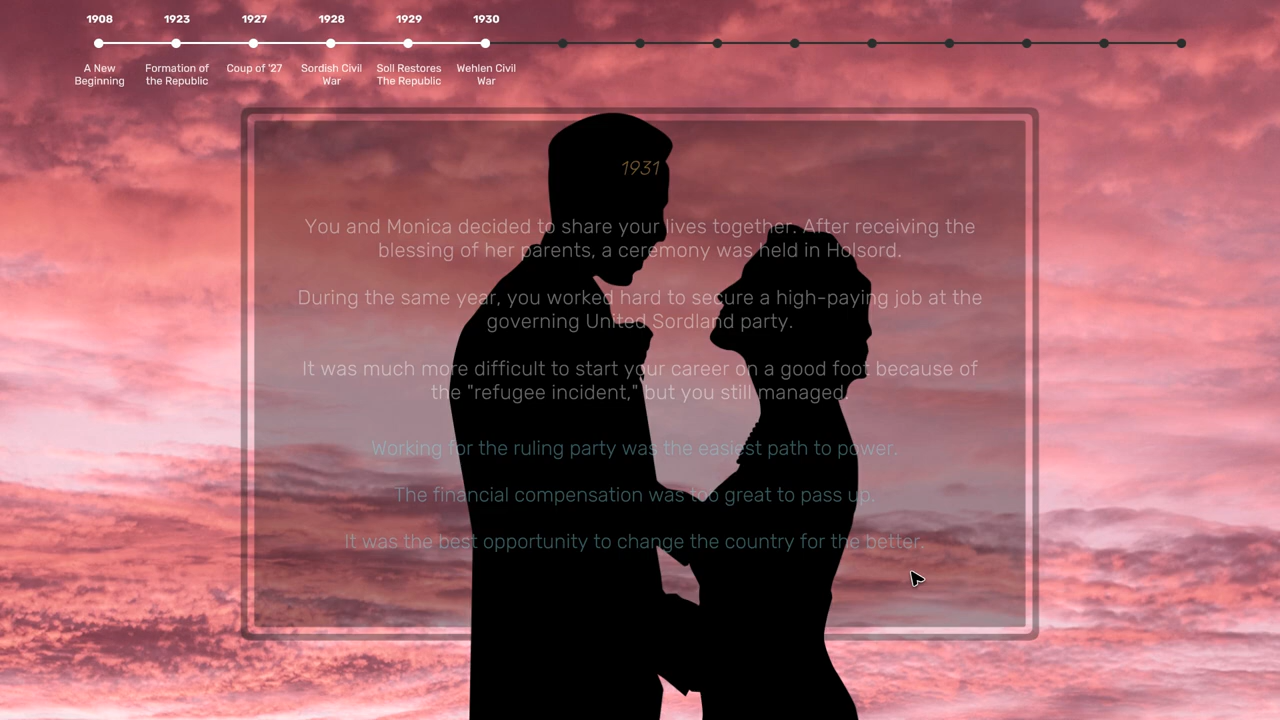 1908 1923 1927 1928 1929 1930
A New Formation of Coup of '27 Sordish Civil Soll Restores Wehlen Civil
Beginning the Republic War The Republic War
1931
You and Monica decided to share your lives together. After receiving the
blessing of her parents, a ceremony was held in Holsord.
During the same year, you worked hard to secure a high-paying job at the
governing United Sordland party.
It was much more difficult to start your career on a good foot because of
the "refugee incident," but you still managed.
Working for the ruling party was the easiest path to power.
The financial compensation was too great to pass up.
It was the best opportunity to change the country for the better.